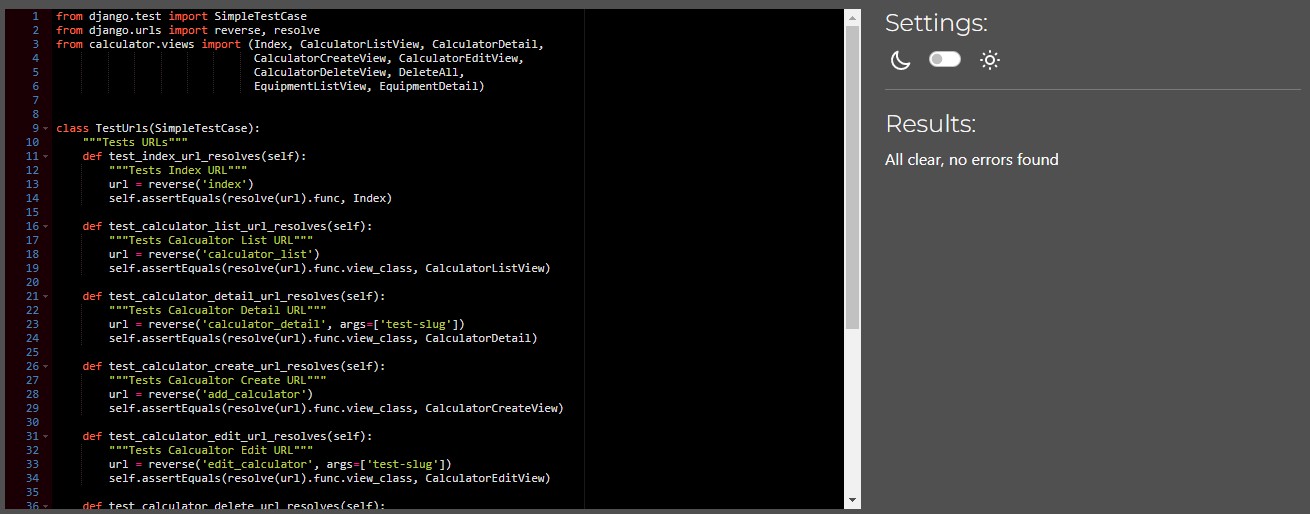 1 from django.test import SimpleTestCase
2 from django.urls import reverse, resolve
3 from calculator.views import (Index, CalculatorListView, CalculatorDetail,
4 CalculatorCreateView, CalculatorEditView,
5 CalculatorDeleteView, DeleteAll,
6 EquipmentListView, EquipmentDetail)
7
8
9 class TestUrls(SimpleTestCase):
10 """Tests URLs"""
11 def test_index_url_resolves(self):
12 """Tests Index URL"""
13 url = reverse('index')
14 self.assertEquals(resolve(url).func, Index)
15
16 def test_calculator_list_url_resolves(self):
17 """Tests Calcualtor List URL"""
18 url = reverse('calculator_list')
19 self.assertEquals(resolve(url).func.view_class, CalculatorListView)
20
21 def test_calculator_detail_url_resolves(self):
22 """Tests Calcualtor Detail URL"""
23 url = reverse('calculator_detail', args=['test-slug'])
24 self.assertEquals(resolve(url).func.view_class, CalculatorDetail)
25
26 def test_calculator_create_url_resolves(self):
27 """Tests Calcualtor Create URL"""
28 url = reverse('add_calculator')
29 self.assertEquals(resolve(url).func.view_class, CalculatorCreateView)
30
31 def test_calculator_edit_url_resolves(self):
32 """Tests Calcualtor Edit URL"""
33 url = reverse('edit_calculator', args=['test-slug'])
34 self.assertEquals(resolve(url).func.view_class, CalculatorEditView)
35
36 def test_calculator_delete_url_resolves(self):
Settings:
Results:
All clear, no errors found